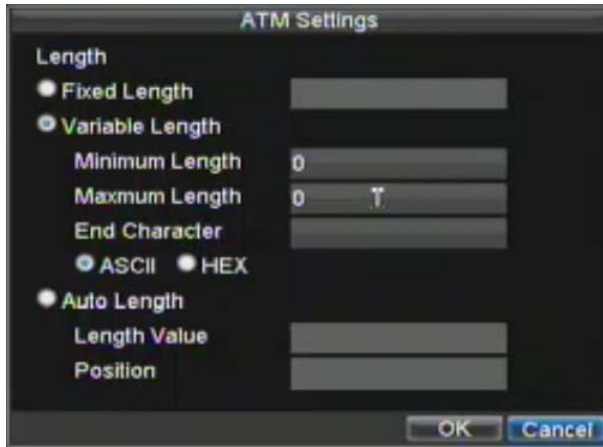 ATM Settings
Length
Fixed Length
Variable Length
Minimum Length 0
Maxmum Length 0
End Character
ASCII HEX
Auto Length
Length Value
Position
OK Cancel